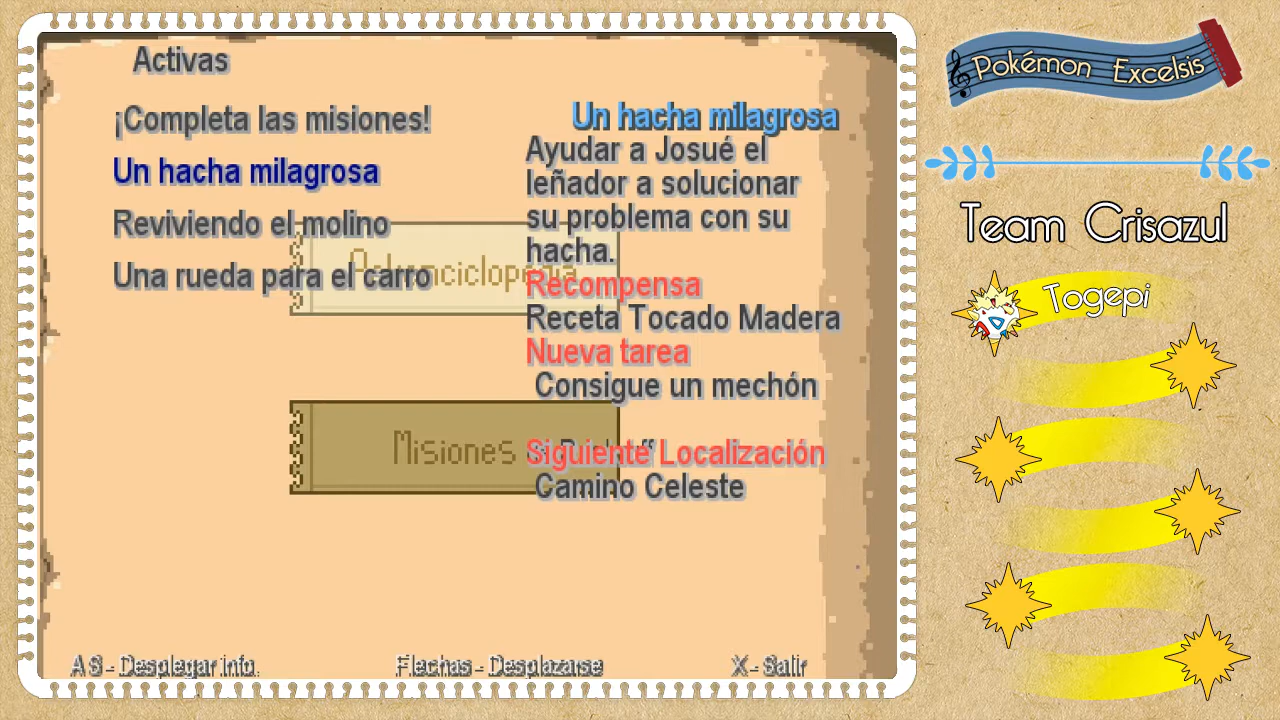 Activas
¡Completa las misiones!
Un hacha milagrosa
Reviviendo el molino
Una rueda para el carro
Misiones
Un hacha milagrosa
Ayudar a Josué el
leñador a solucionar
su problema con su
hacha.
Recompensa
Receta Tocado Madera
Nueva tarea
Consigue un mechón
Siguiente Localización
Camino Celeste
AS - Desplegar info.
Flechas - Desplazarse
X - Salir
Pokémon Excelsis
Team Crisazul
Togepi